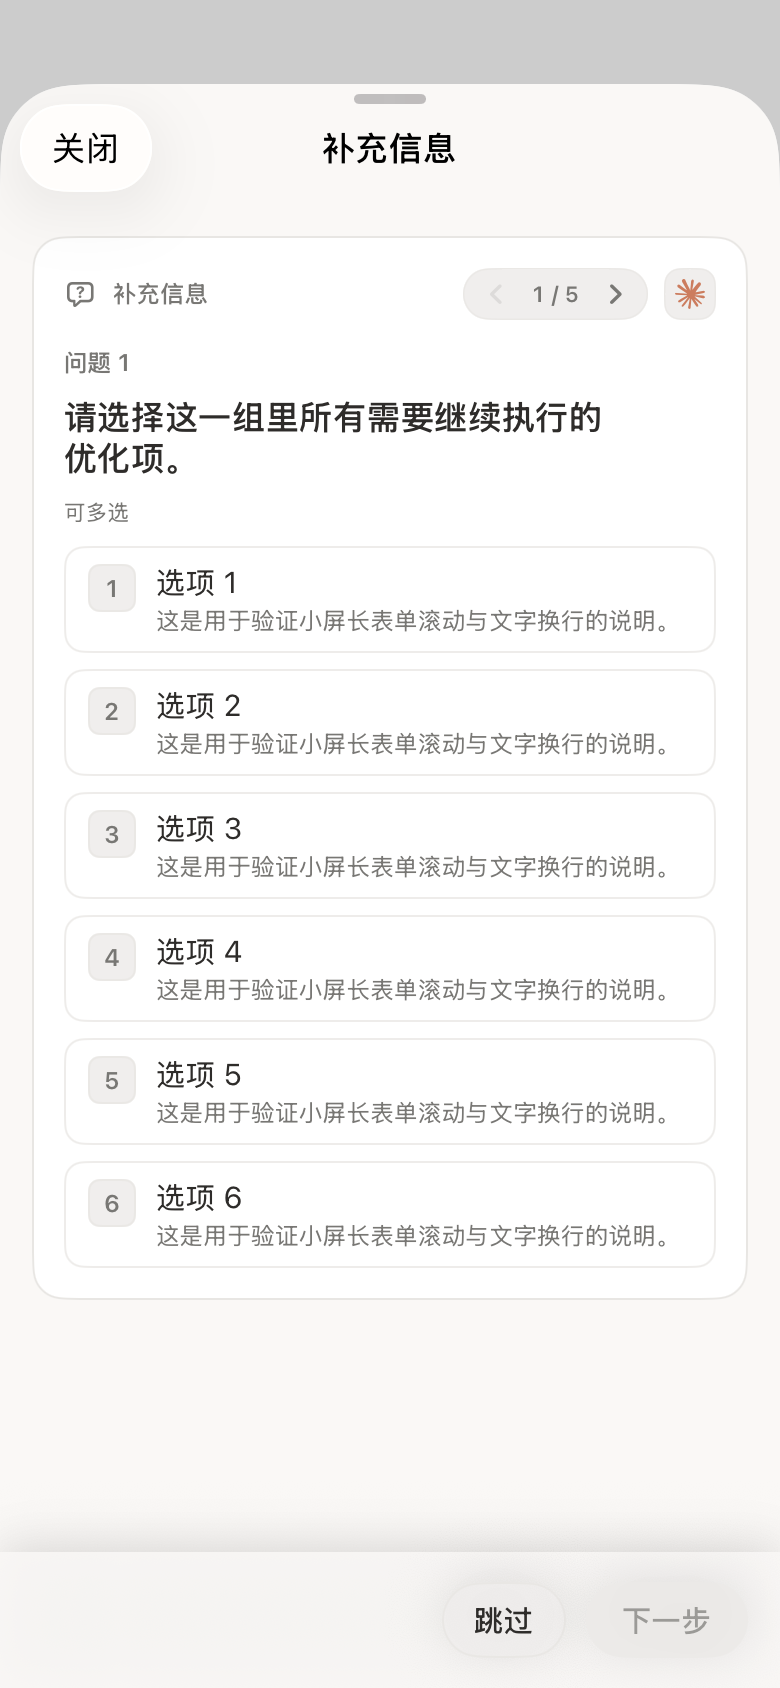 关闭
补充信息
补充信息
1 / 5
问题 1
请选择这一组里所有需要继续执行的
优化项。
可多选
1
选项 1
这是用于验证小屏长表单滚动与文字换行的说明。
2
选项 2
这是用于验证小屏长表单滚动与文字换行的说明。
3
选项 3
这是用于验证小屏长表单滚动与文字换行的说明。
4
选项 4
这是用于验证小屏长表单滚动与文字换行的说明。
5
选项 5
这是用于验证小屏长表单滚动与文字换行的说明。
6
选项 6
这是用于验证小屏长表单滚动与文字换行的说明。
跳过
下一步